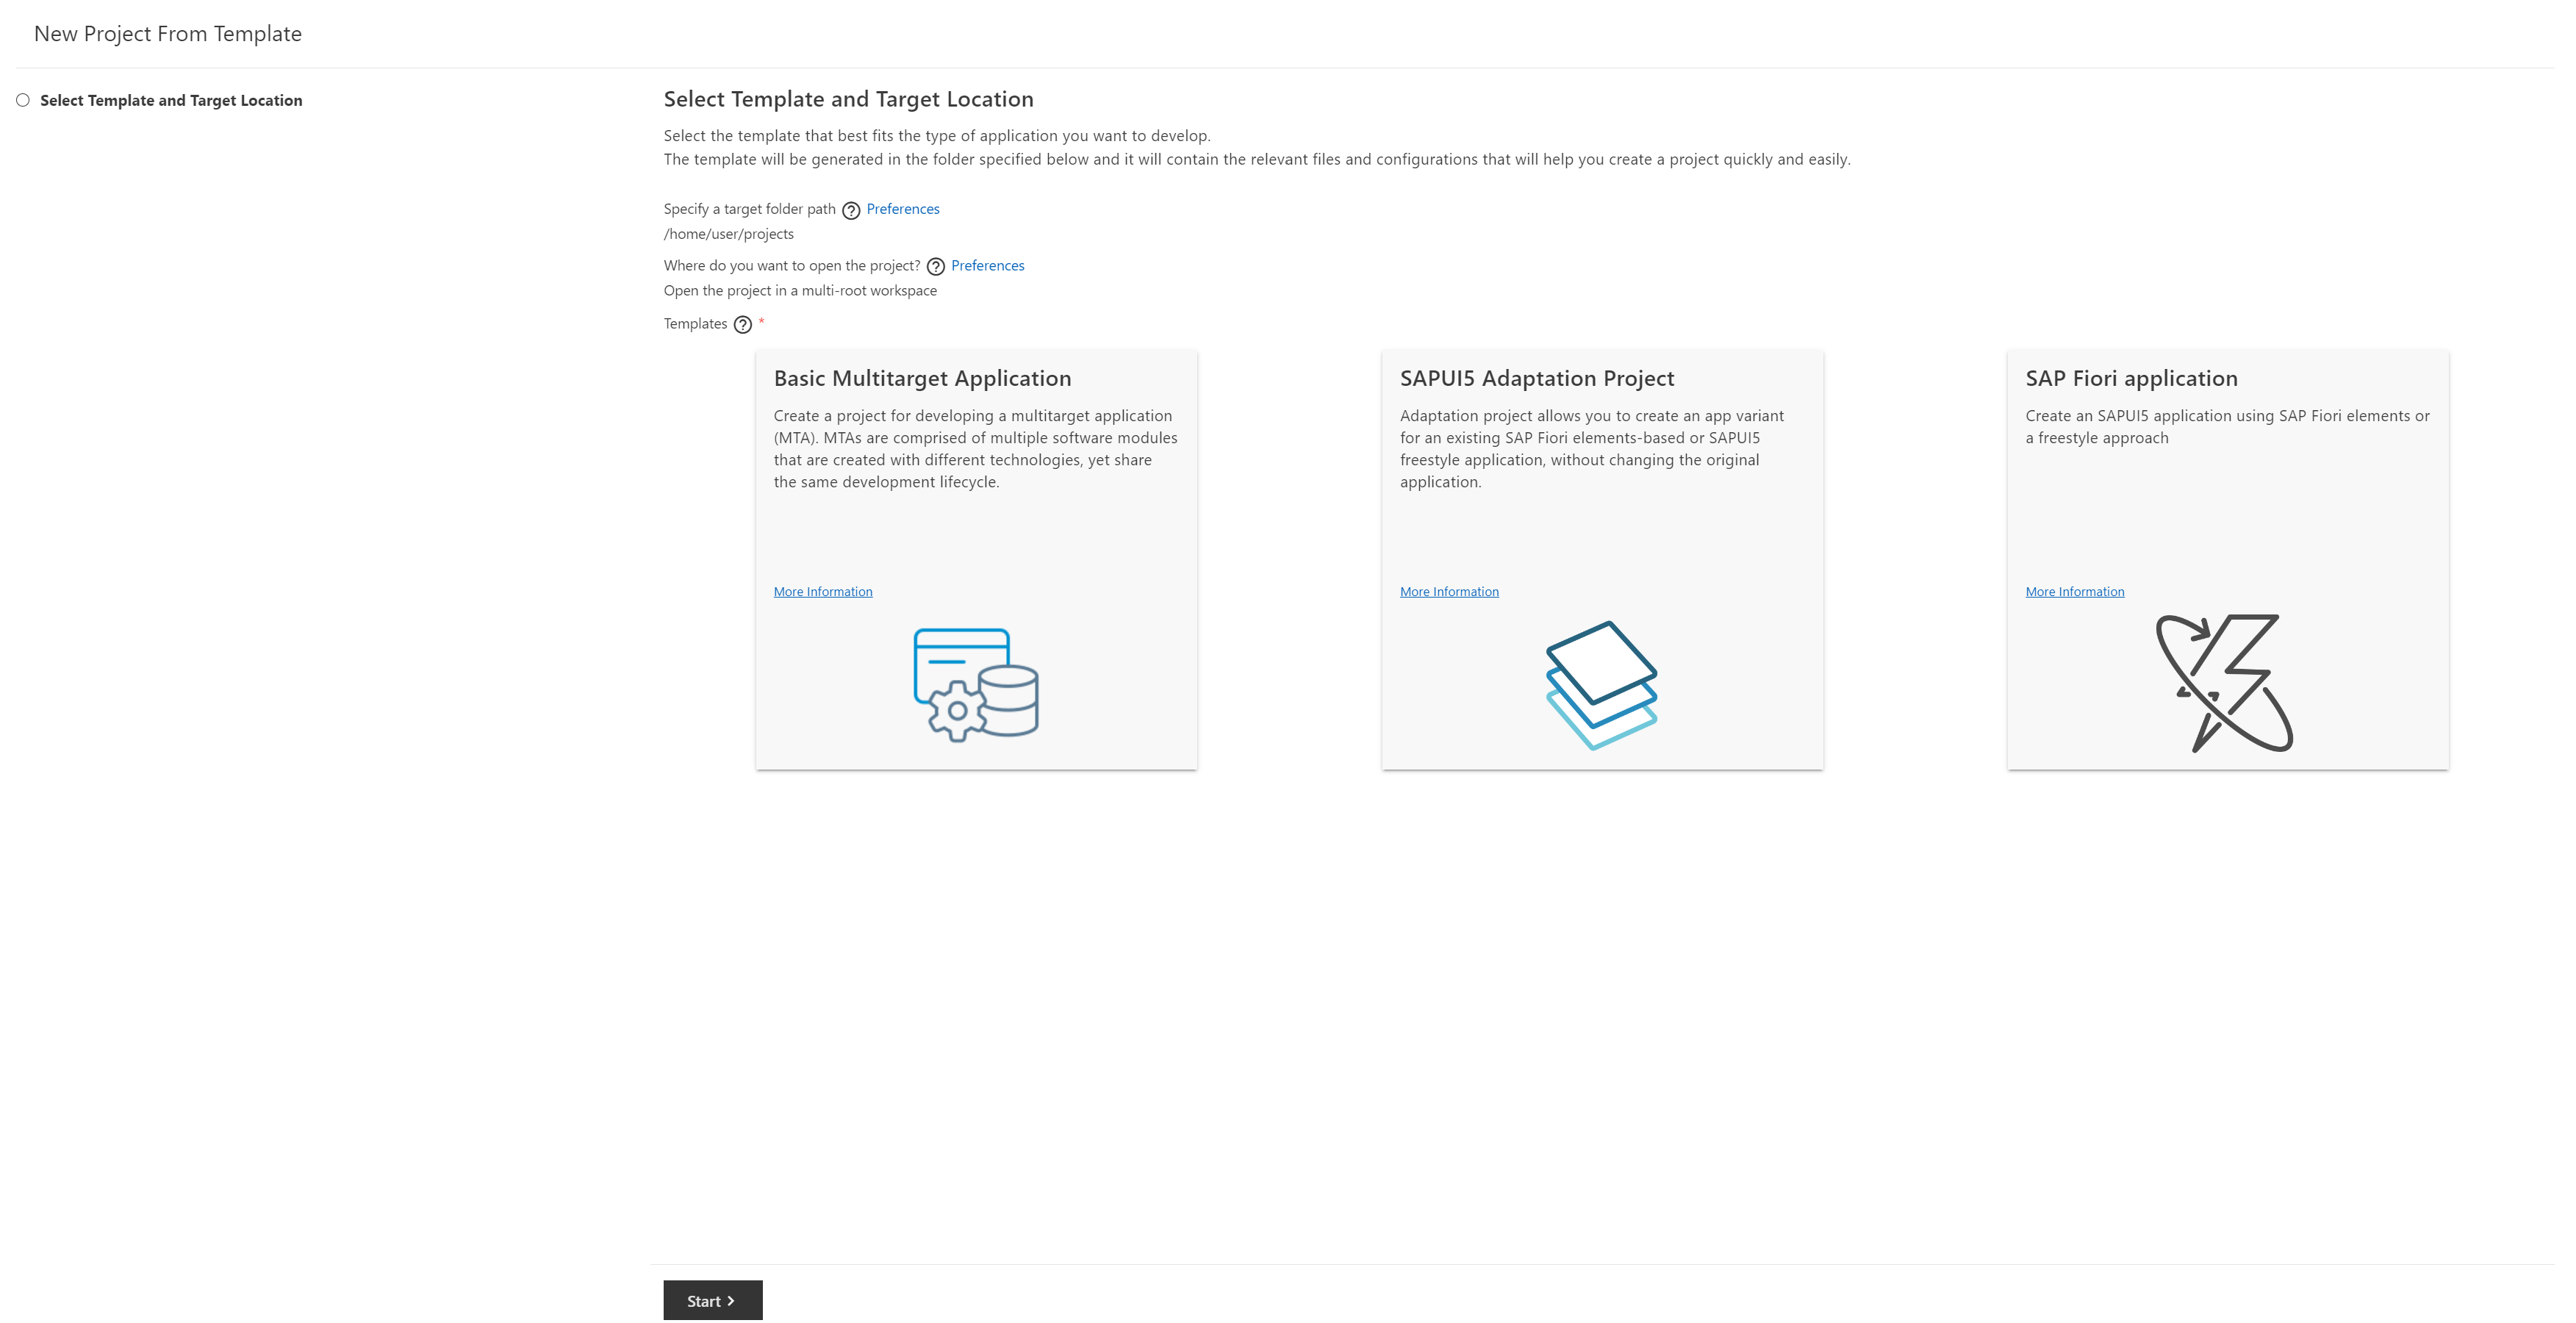 New Project From Template
Select Template and Target Location
Select Template and Target Location
Select the template that best fits the type of application you want to develop.
The template will be generated in the folder specified below and it will contain the relevant files and configurations that will help you create a project quickly and easily.
Specify a target folder path ? Preferences
/home/user/projects
Where do you want to open the project? ? Preferences
Open the project in a multi-root workspace
Templates ? *
Basic Multitarget Application
Create a project for developing a multitarget application
(MTA). MTAs are comprised of multiple software modules
that are created with different technologies, yet share
the same development lifecycle.
More Information
SAPUI5 Adaptation Project
Adaptation project allows you to create an app variant
for an existing SAP Fiori elements-based or SAPUI5
freestyle application, without changing the original
application.
More Information
SAP Fiori application
Create an SAPUI5 application using SAP Fiori elements or
a freestyle approach
More Information
Start